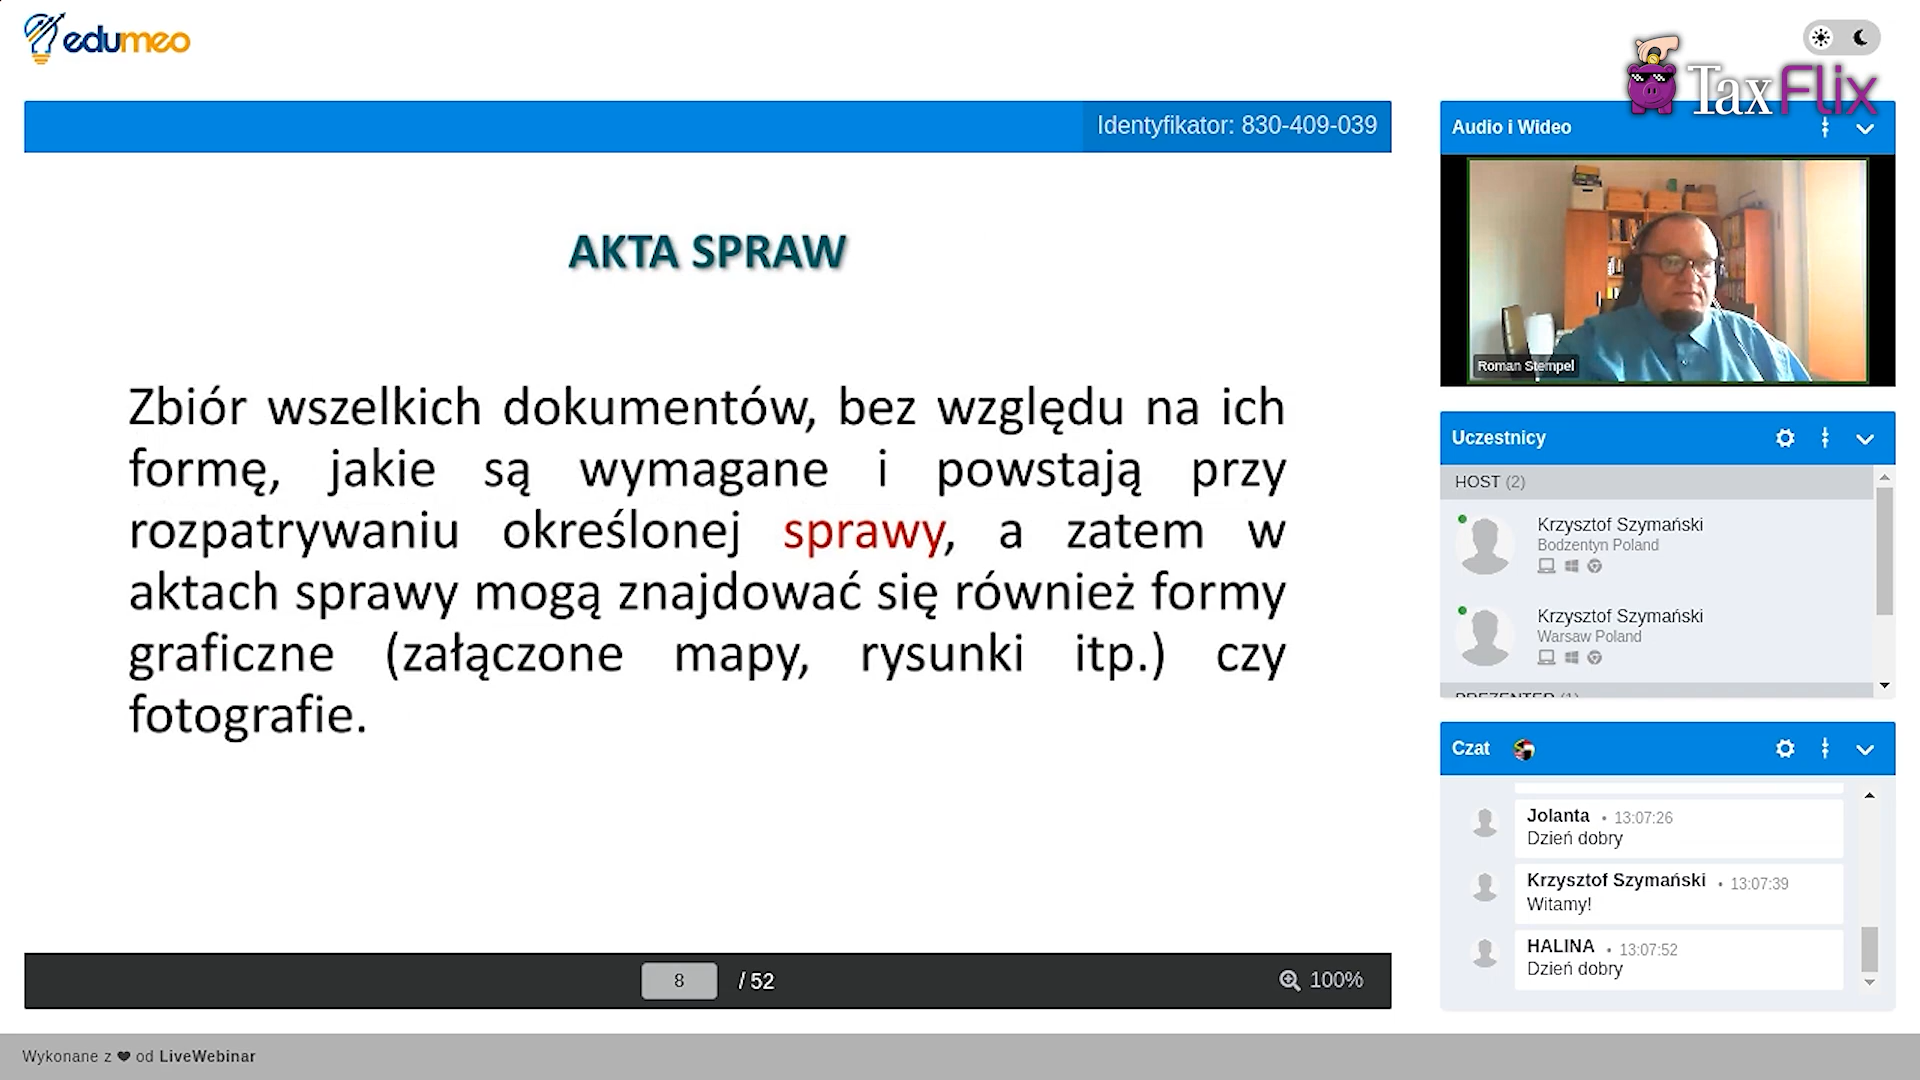 edumeo
TaxFlix
Identyfikator: 830-409-039
AKTA SPRAW
Zbiór wszelkich dokumentów, bez względu na ich
formę, jakie są wymagane i powstają przy
rozpatrywaniu określonej sprawy, a zatem w
aktach sprawy mogą znajdować się również formy
graficzne (załączone mapy, rysunki itp.) czy
fotografie.
8 / 52
100%
Audio i Wideo
Roman Stempel
Uczestnicy
HOST (2)
Krzysztof Szymański
Bodzentyn Poland
Krzysztof Szymański
Warsaw Poland
PREZENTER (1)
Czat
Jolanta • 13:07:26
Dzień dobry
Krzysztof Szymański • 13:07:39
Witamy!
HALINA • 13:07:52
Dzień dobry
Wykonane z ❤ od LiveWebinar